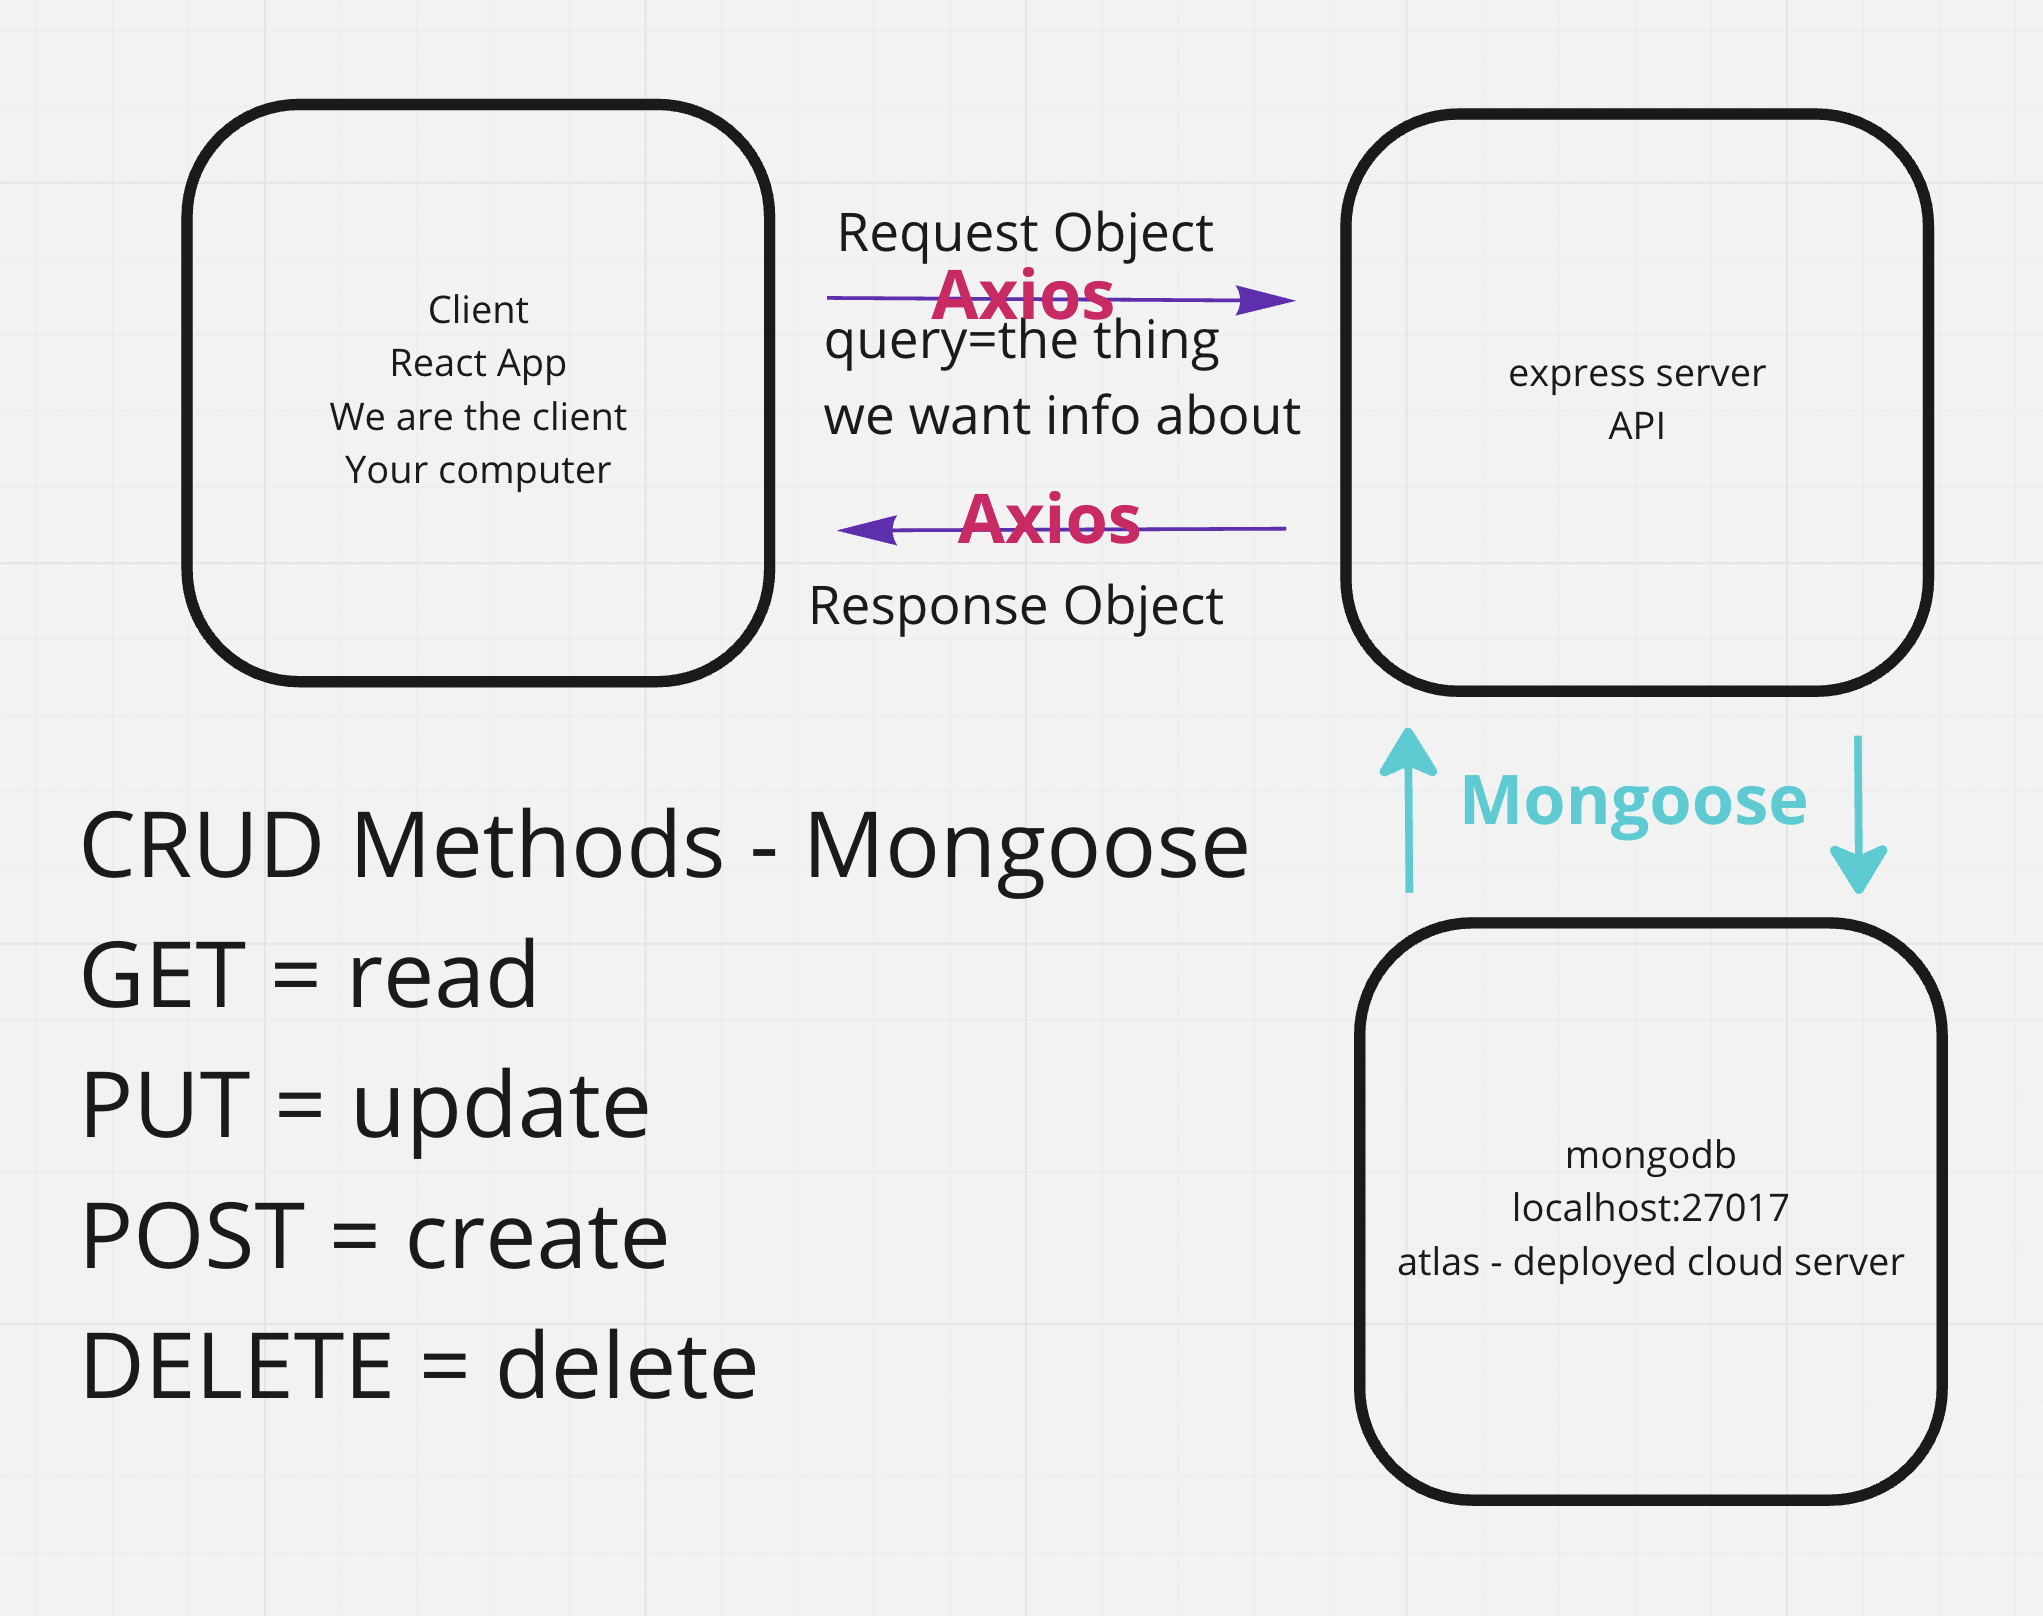 Client
React App
We are the client
Your computer
Request Object
Axios
query=the thing
we want info about
Axios
Response Object
express server
API
Mongoose
mongodb
localhost:27017
atlas - deployed cloud server
CRUD Methods - Mongoose
GET = read
PUT = update
POST = create
DELETE = delete